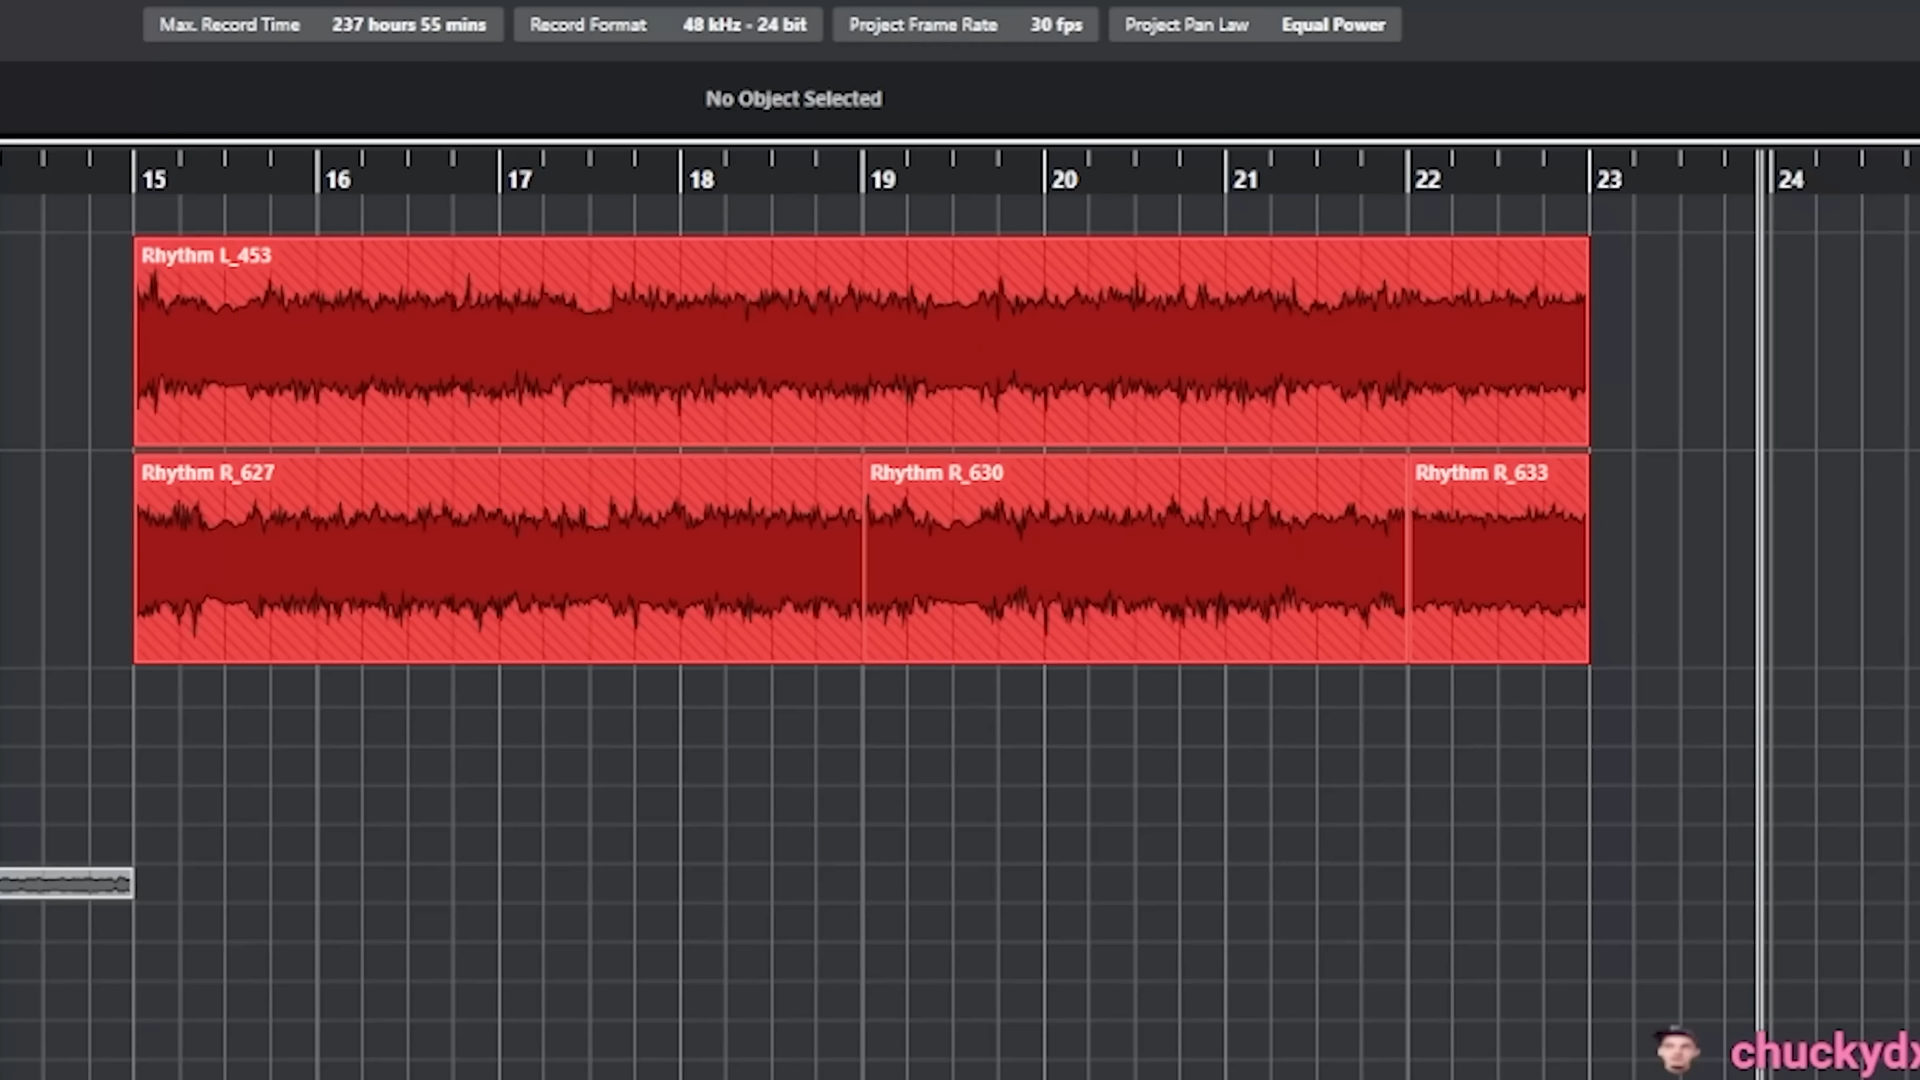 Max. Record Time 237 hours 55 mins Record Format 48 kHz - 24 bit Project Frame Rate 30 fps Project Pan Law Equal Power
No Object Selected
15 16 17 18 19 20 21 22 23 24
Rhythm L_453
Rhythm R_627 Rhythm R_630 Rhythm R_633
chuckydx